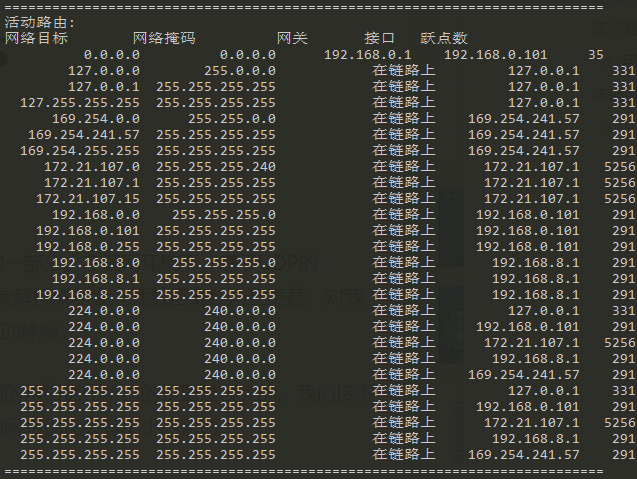 ===========================================================================
活动路由:
网络目标 网络掩码 网关 接口 跃点数
0.0.0.0 0.0.0.0 192.168.0.1 192.168.0.101 35
127.0.0.0 255.0.0.0 在链路上 127.0.0.1 331
127.0.0.1 255.255.255.255 在链路上 127.0.0.1 331
127.255.255.255 255.255.255.255 在链路上 127.0.0.1 331
169.254.0.0 255.255.0.0 在链路上 169.254.241.57 291
169.254.241.57 255.255.255.255 在链路上 169.254.241.57 291
169.254.255.255 255.255.255.255 在链路上 169.254.241.57 291
172.21.107.0 255.255.255.240 在链路上 172.21.107.1 5256
172.21.107.1 255.255.255.255 在链路上 172.21.107.1 5256
172.21.107.15 255.255.255.255 在链路上 172.21.107.1 5256
192.168.0.0 255.255.255.0 在链路上 192.168.0.101 291
192.168.0.101 255.255.255.255 在链路上 192.168.0.101 291
192.168.0.255 255.255.255.255 在链路上 192.168.0.101 291
192.168.8.0 255.255.255.0 在链路上 192.168.8.1 291
192.168.8.1 255.255.255.255 在链路上 192.168.8.1 291
192.168.8.255 255.255.255.255 在链路上 192.168.8.1 291
224.0.0.0 240.0.0.0 在链路上 127.0.0.1 331
224.0.0.0 240.0.0.0 在链路上 192.168.0.101 291
224.0.0.0 240.0.0.0 在链路上 172.21.107.1 5256
224.0.0.0 240.0.0.0 在链路上 192.168.8.1 291
224.0.0.0 240.0.0.0 在链路上 169.254.241.57 291
255.255.255.255 255.255.255.255 在链路上 127.0.0.1 331
255.255.255.255 255.255.255.255 在链路上 192.168.0.101 291
255.255.255.255 255.255.255.255 在链路上 172.21.107.1 5256
255.255.255.255 255.255.255.255 在链路上 192.168.8.1 291
255.255.255.255 255.255.255.255 在链路上 169.254.241.57 291
===========================================================================